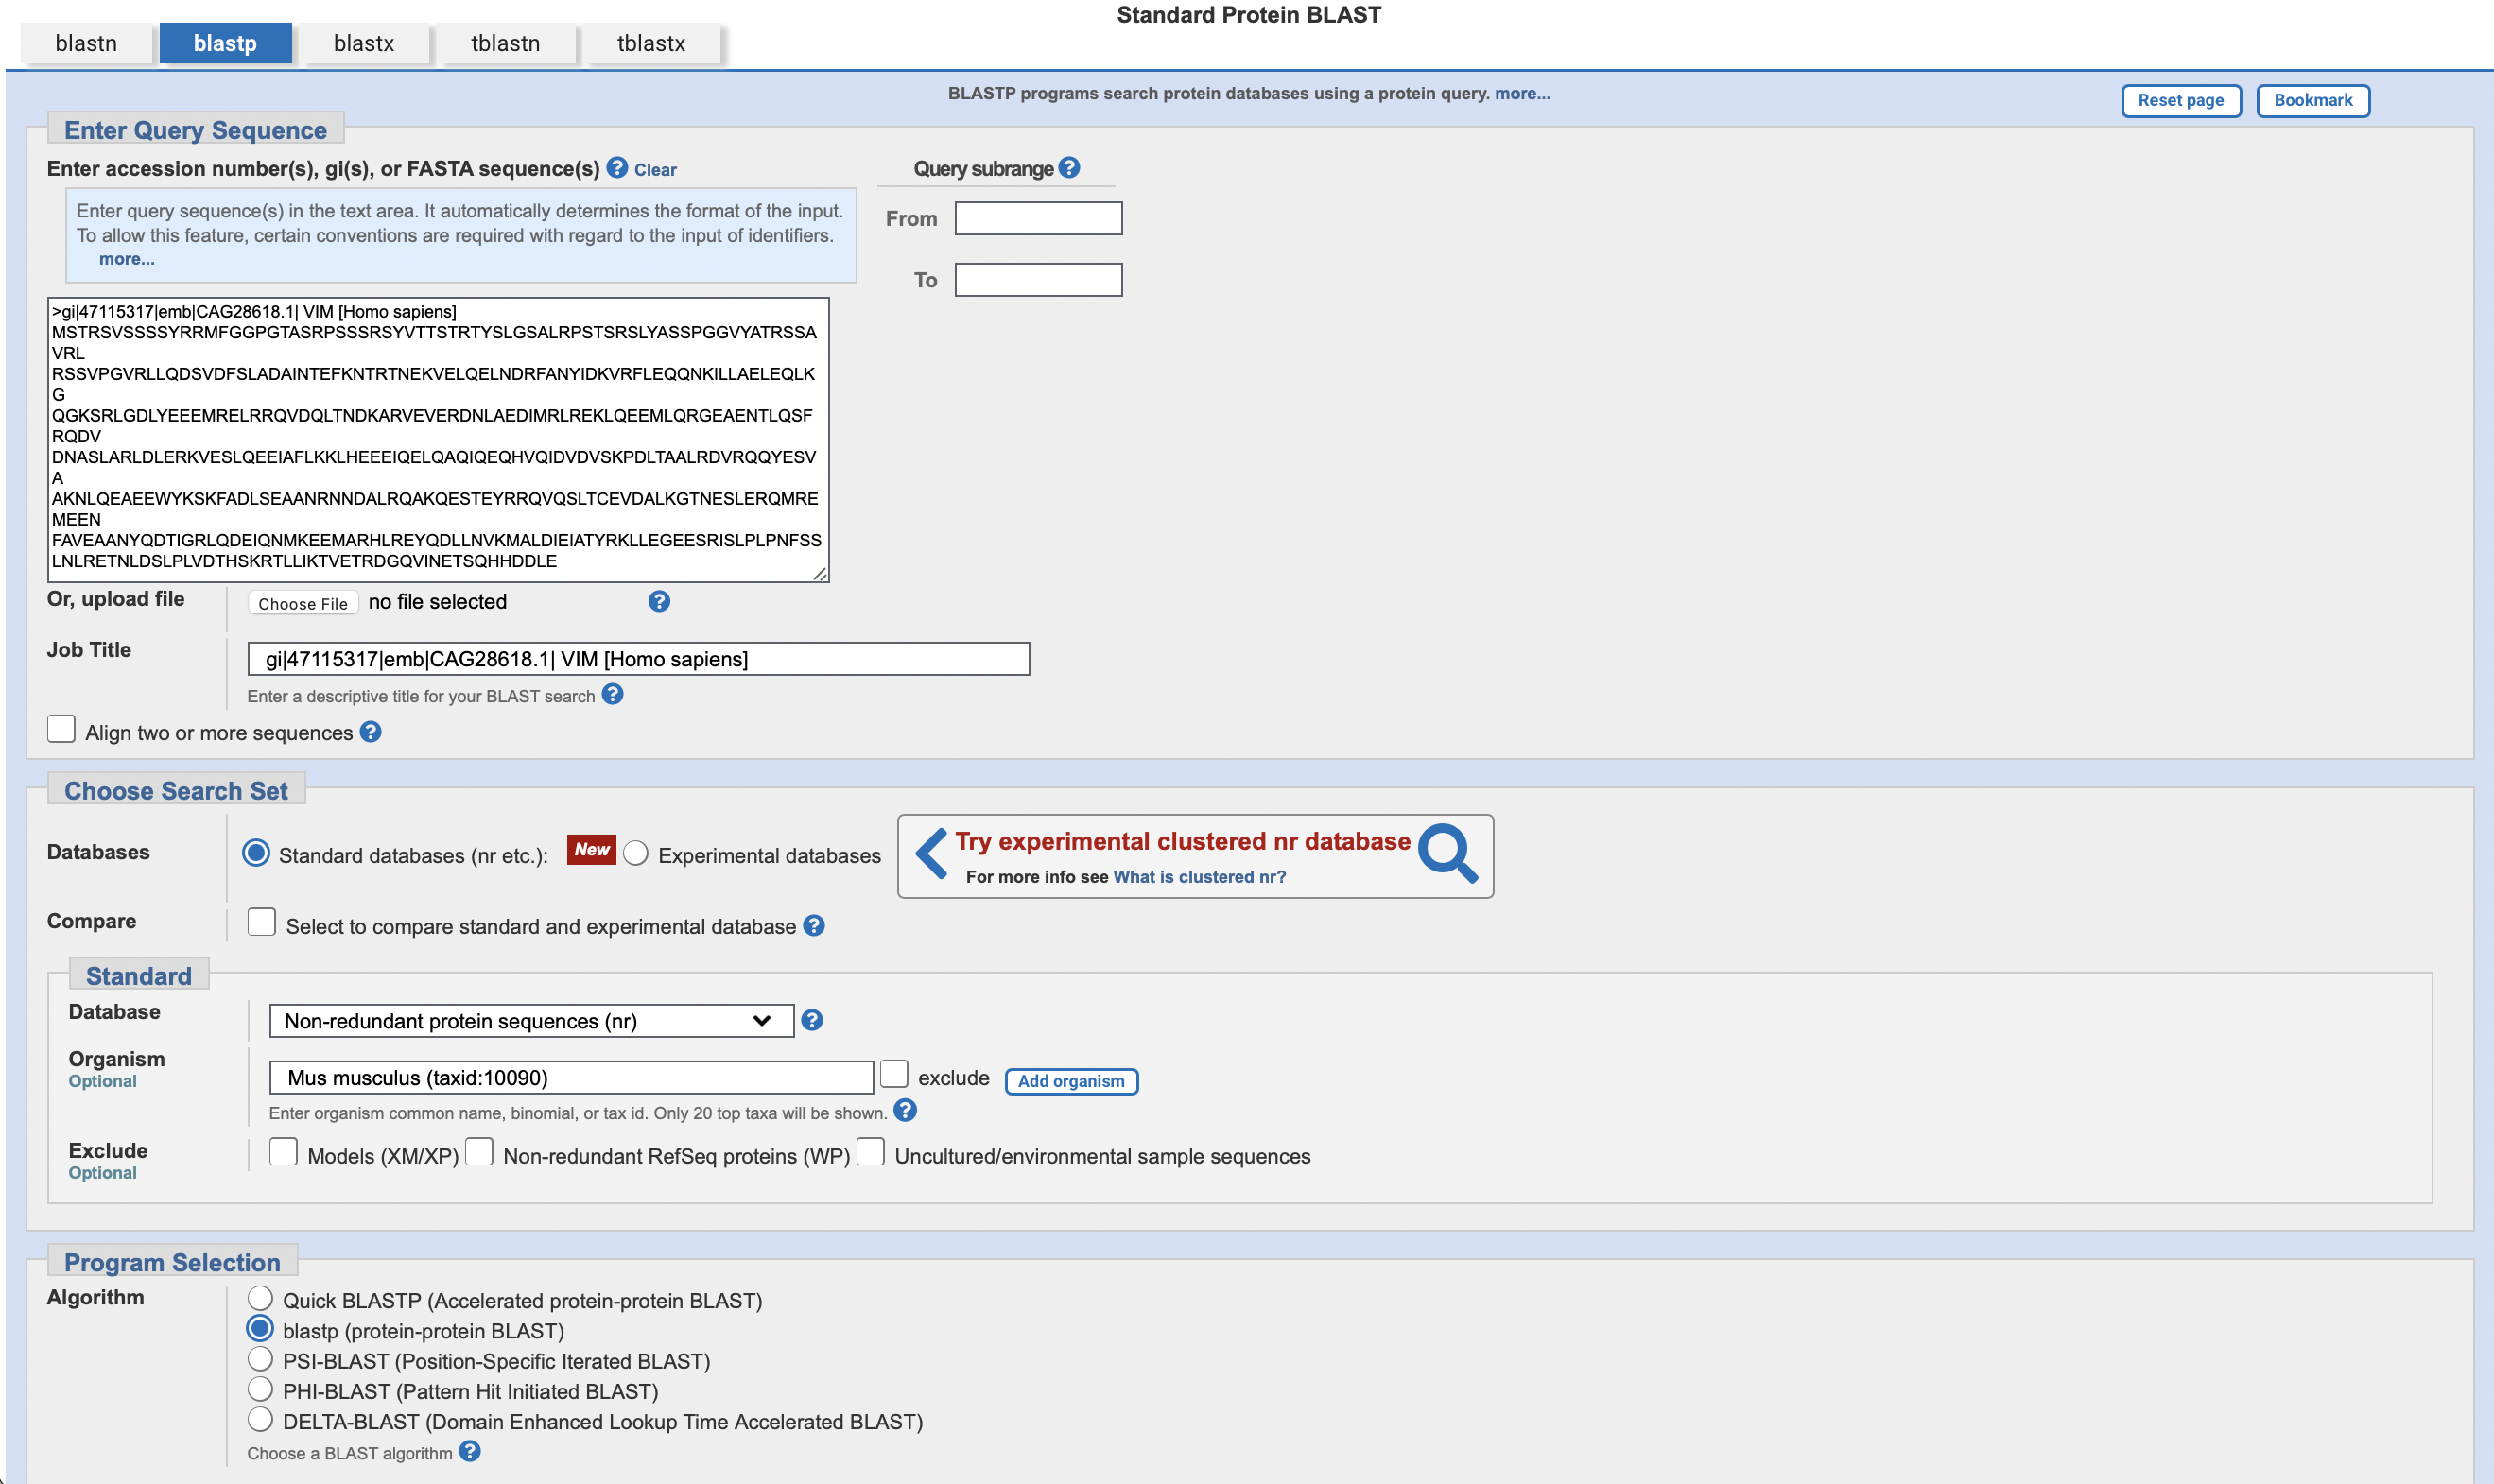 Standard Protein BLAST
blastn blastp blastx tblastn tblastx
BLASTP programs search protein databases using a protein query. more...
Reset page Bookmark
Enter Query Sequence
Enter accession number(s), gi(s), or FASTA sequence(s) ? Clear
Query subrange ?
Enter query sequence(s) in the text area. It automatically determines the format of the input.
To allow this feature, certain conventions are required with regard to the input of identifiers.
more...
From
To
>gi|47115317|emb|CAG28618.1| VIM [Homo sapiens]
MSTRSVSSSSYRRMFGGPGTASRPSSSRSYVTTSTRTYSLGSALRPSTSRSLYASSPGGVYATRSSA
VRL
RSSVPGVRLLQDSVDFSLADAINTEFKNTRTNEKVELQELNDRFANYIDKVRFLEQQNKILLAELEQLK
G
QGKSRLGDLYEEEMRELRRQVDQLTNDKARVEVERDNLAEDIMRLREKLQEEMLQRGEAENTLQSF
RQDV
DNASLARLDLERKVESLQEEIAFLKKLHEEEIQELQAQIQEQHVQIDVDVSKPDLTAALRDVRQQYESV
A
AKNLQEAEEWYKSKFADLSEAANRNNDALRQAKQESTEYRRQVQSLTCEVDALKGTNESLERQMRE
MEEN
FAVEAANYQDTIGRLQDEIQNMKEEMARHLREYQDLLNVKMALDIEIATYRKLLEGEESRISLPLPNFSS
LNLRETNLDSLPLVDTHSKRTLLIKTVETRDGQVINETSQHHDDLE
Or, upload file Choose File no file selected ?
Job Title gi|47115317|emb|CAG28618.1| VIM [Homo sapiens]
Enter a descriptive title for your BLAST search ?
Align two or more sequences ?
Choose Search Set
Databases Standard databases (nr etc.): New Experimental databases
Try experimental clustered nr database
For more info see What is clustered nr?
Compare Select to compare standard and experimental database ?
Standard
Database Non-redundant protein sequences (nr) ?
Organism
Optional
Mus musculus (taxid:10090) exclude Add organism
Enter organism common name, binomial, or tax id. Only 20 top taxa will be shown. ?
Exclude
Optional
Models (XM/XP) Non-redundant RefSeq proteins (WP) Uncultured/environmental sample sequences
Program Selection
Algorithm
Quick BLASTP (Accelerated protein-protein BLAST)
blastp (protein-protein BLAST)
PSI-BLAST (Position-Specific Iterated BLAST)
PHI-BLAST (Pattern Hit Initiated BLAST)
DELTA-BLAST (Domain Enhanced Lookup Time Accelerated BLAST)
Choose a BLAST algorithm ?